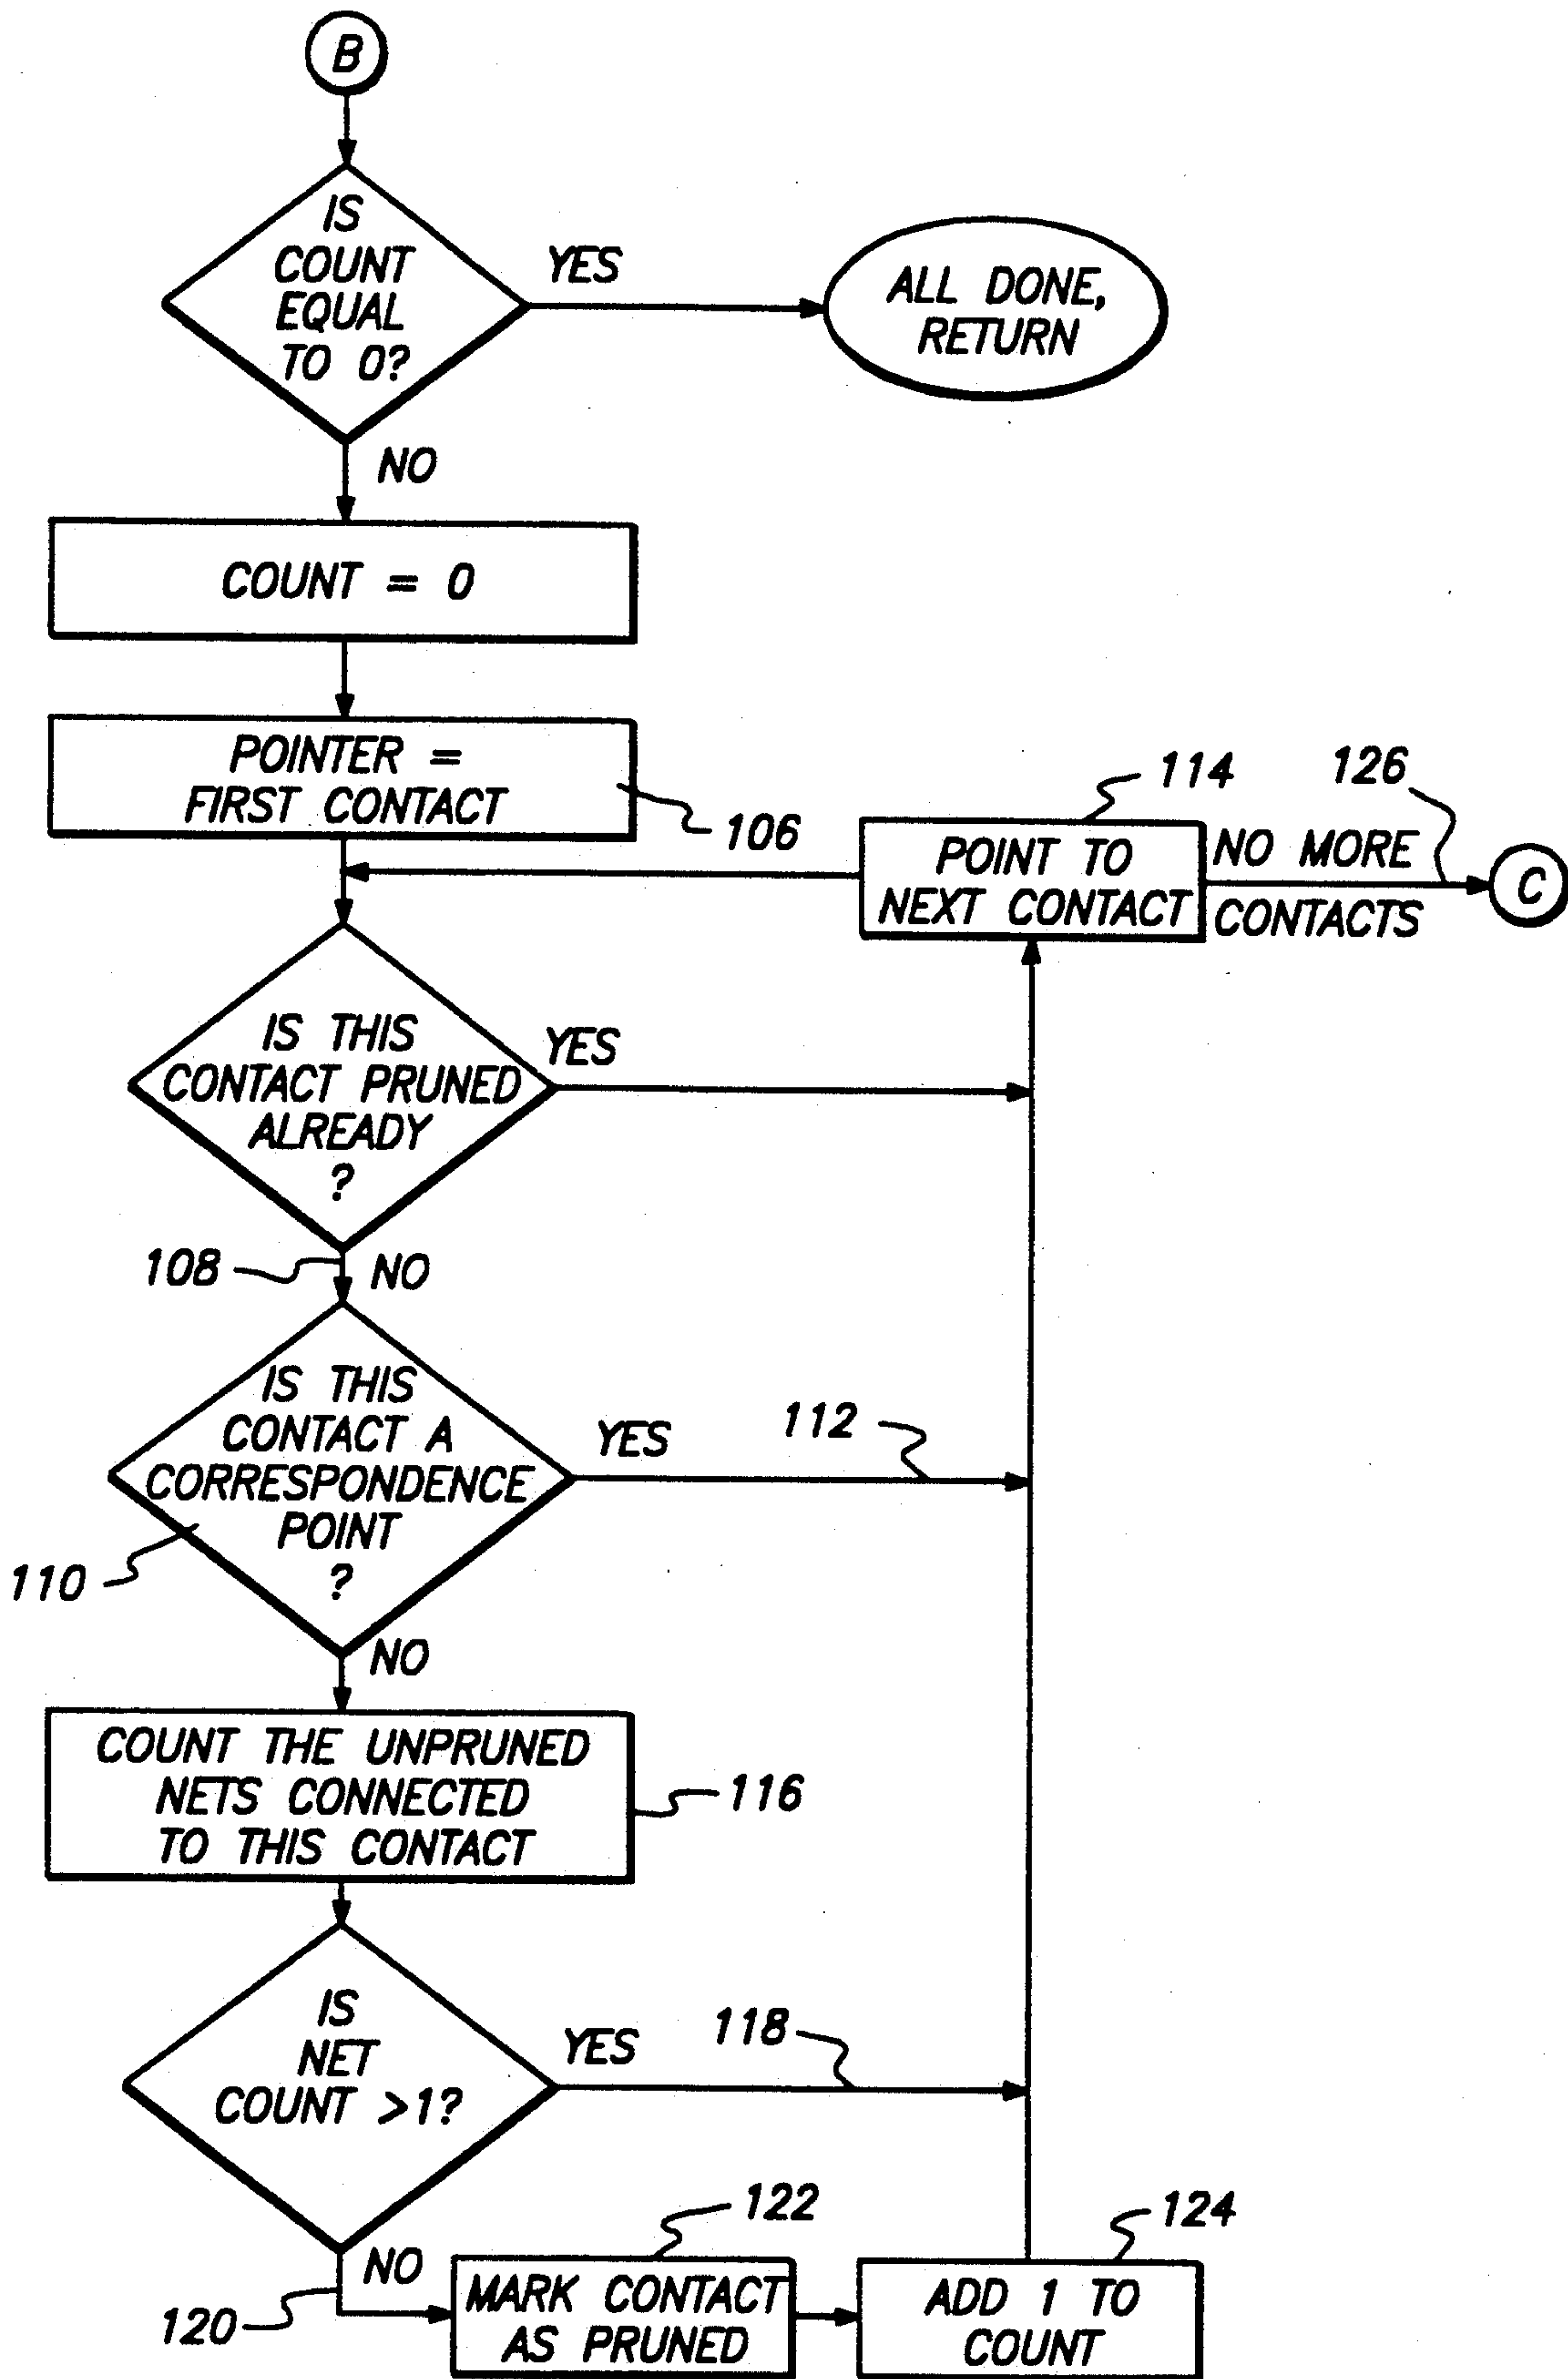 B
IS
COUNT
EQUAL
TO 0?
YES
ALL DONE,
RETURN
NO
COUNT = 0
POINTER =
FIRST CONTACT
106
114
126
POINT TO
NEXT CONTACT
NO MORE
CONTACTS
C
IS THIS
CONTACT PRUNED
ALREADY
?
YES
108
NO
IS THIS
CONTACT A
CORRESPONDENCE
POINT
?
YES
112
110
NO
COUNT THE UNPRUNED
NETS CONNECTED
TO THIS CONTACT
116
IS
NET
COUNT >1?
YES
118
NO
120
122
MARK CONTACT
AS PRUNED
124
ADD 1 TO
COUNT